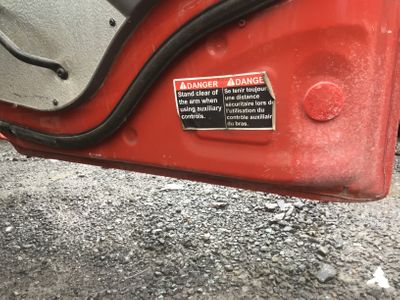 DANGER
Stand clear of
the arm when
using auxiliary
controls.
DANGE
Se tenir toujour
une distance
sécuritaire lors d
l'utilisation du
contrôle auxiliair
du bras.